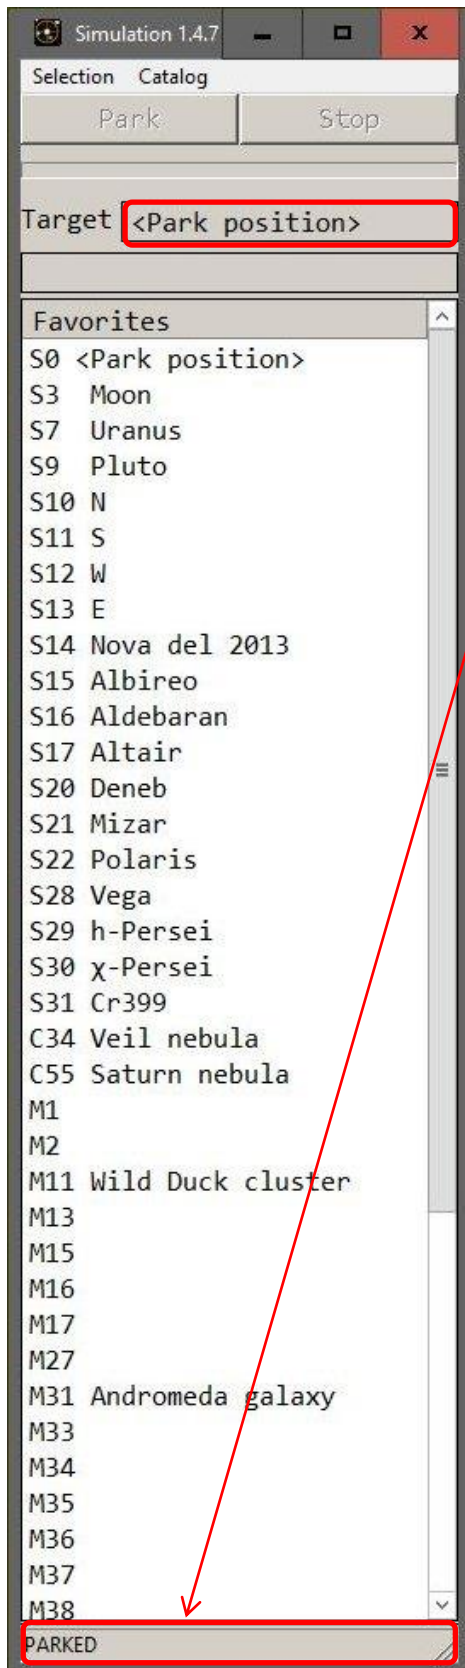 Simulation 1.4.7
Selection Catalog
Park Stop
Target <Park position>
Favorites
S0 <Park position>
S3 Moon
S7 Uranus
S9 Pluto
S10 N
S11 S
S12 W
S13 E
S14 Nova del 2013
S15 Albireo
S16 Aldebaran
S17 Altair
S20 Deneb
S21 Mizar
S22 Polaris
S28 Vega
S29 h-Persei
S30 χ-Persei
S31 Cr399
C34 Veil nebula
C55 Saturn nebula
M1
M2
M11 Wild Duck cluster
M13
M15
M16
M17
M27
M31 Andromeda galaxy
M33
M34
M35
M36
M37
M38
PARKED